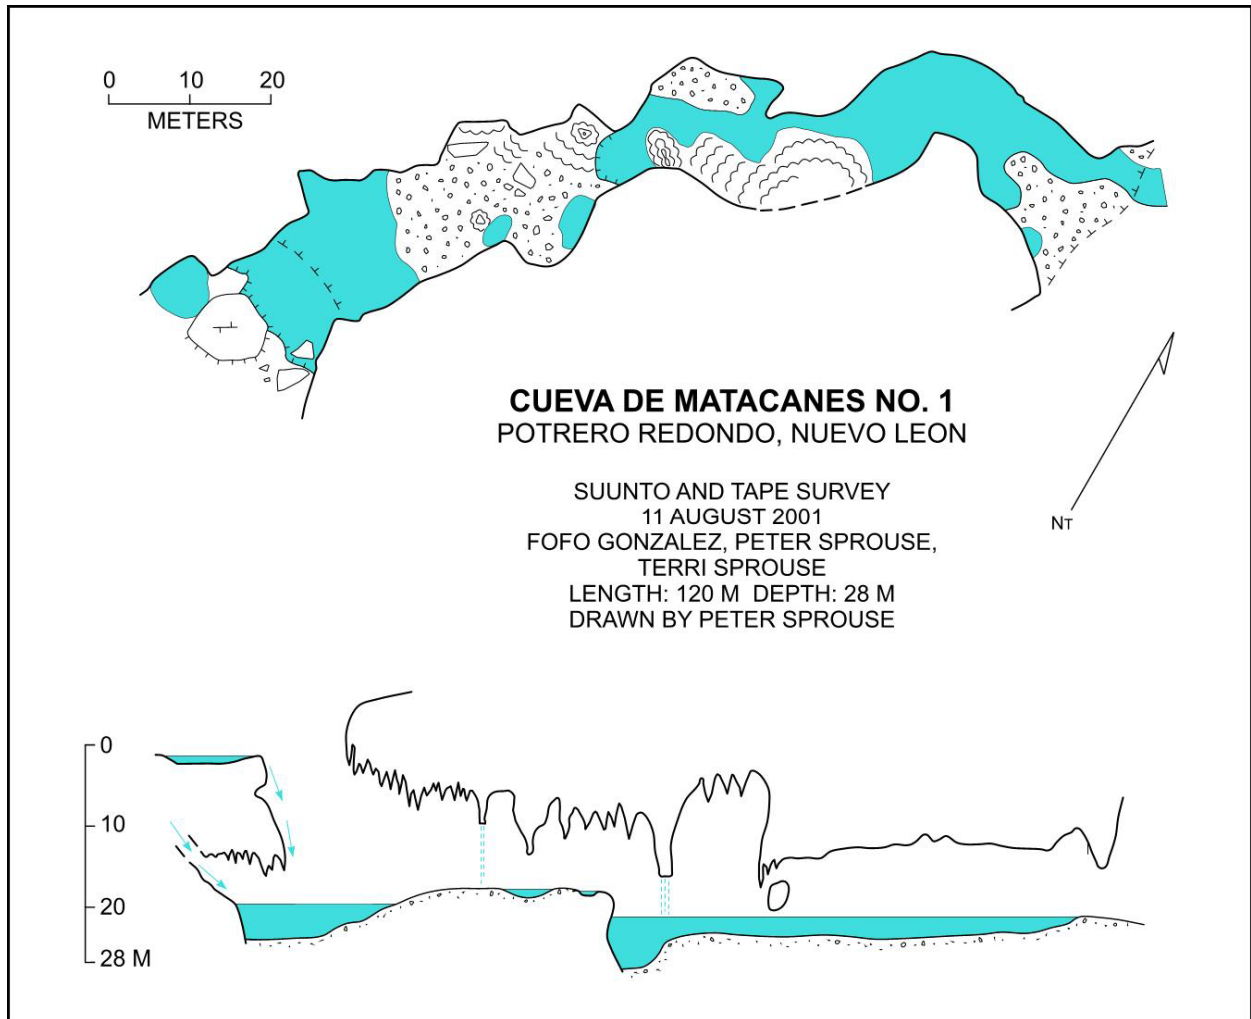 0 10 20
METERS
CUEVA DE MATACANES NO. 1
POTRERO REDONDO, NUEVO LEON
SUUNTO AND TAPE SURVEY
11 AUGUST 2001
FOFO GONZALEZ, PETER SPROUSE,
TERRI SPROUSE
LENGTH: 120 M DEPTH: 28 M
DRAWN BY PETER SPROUSE
NT
0
10
20
28 M